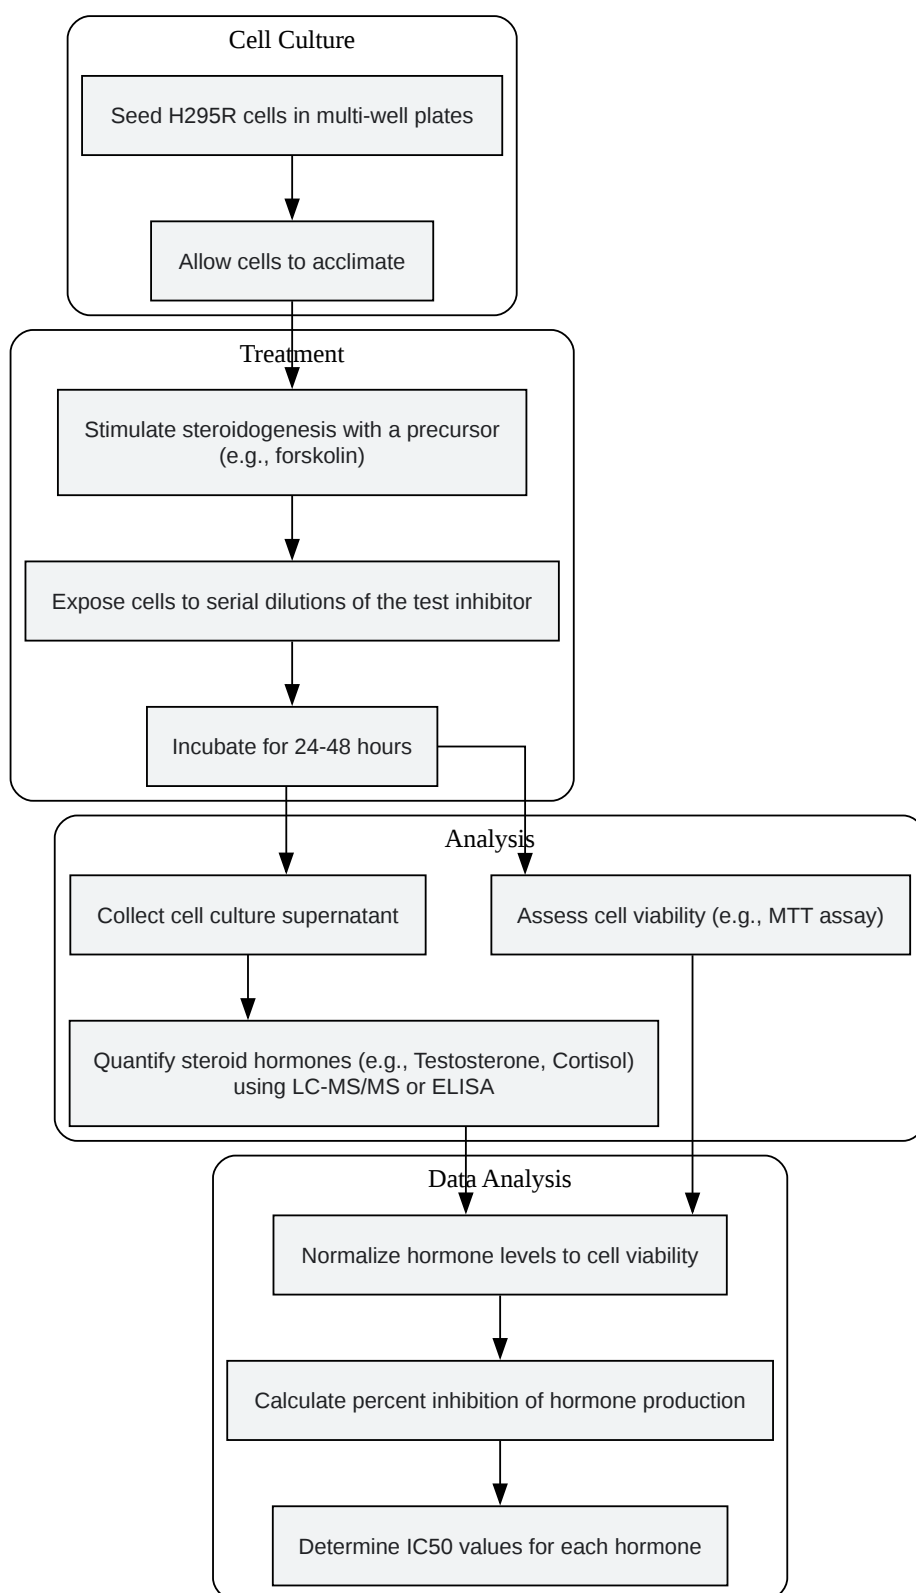 Cell Culture
Seed H295R cells in multi-well plates
Allow cells to acclimate
Treatment
Stimulate steroidogenesis with a precursor
(e.g., forskolin)
Expose cells to serial dilutions of the test inhibitor
Incubate for 24-48 hours
Analysis
Collect cell culture supernatant
Assess cell viability (e.g., MTT assay)
Quantify steroid hormones (e.g., Testosterone, Cortisol)
using LC-MS/MS or ELISA
Data Analysis
Normalize hormone levels to cell viability
Calculate percent inhibition of hormone production
Determine IC50 values for each hormone